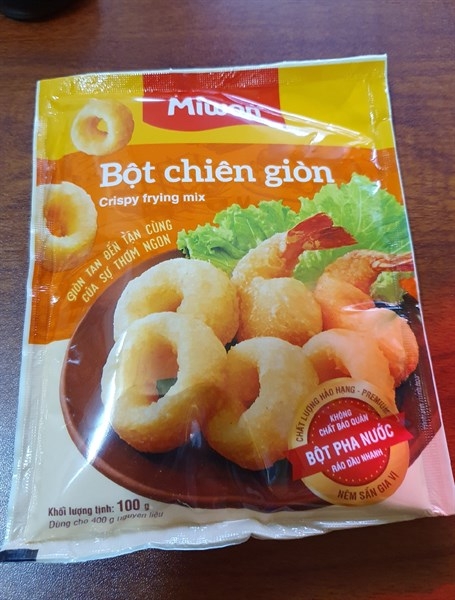 Miwon
Bột chiên giòn
Crispy frying mix
GIÒN TAN ĐẾN TẬN CÙNG
CỦA SỰ THƠM NGON
CHẤT LƯỢNG HẢO HẠNG - PREMIUM
KHÔNG
CHẤT BẢO QUẢN
BỘT PHA NƯỚC
RÁO DẦU NHANH
NÊM SẴN GIA VỊ
Khối lượng tịnh: 100 g
Dùng cho 400 g nguyên liệu